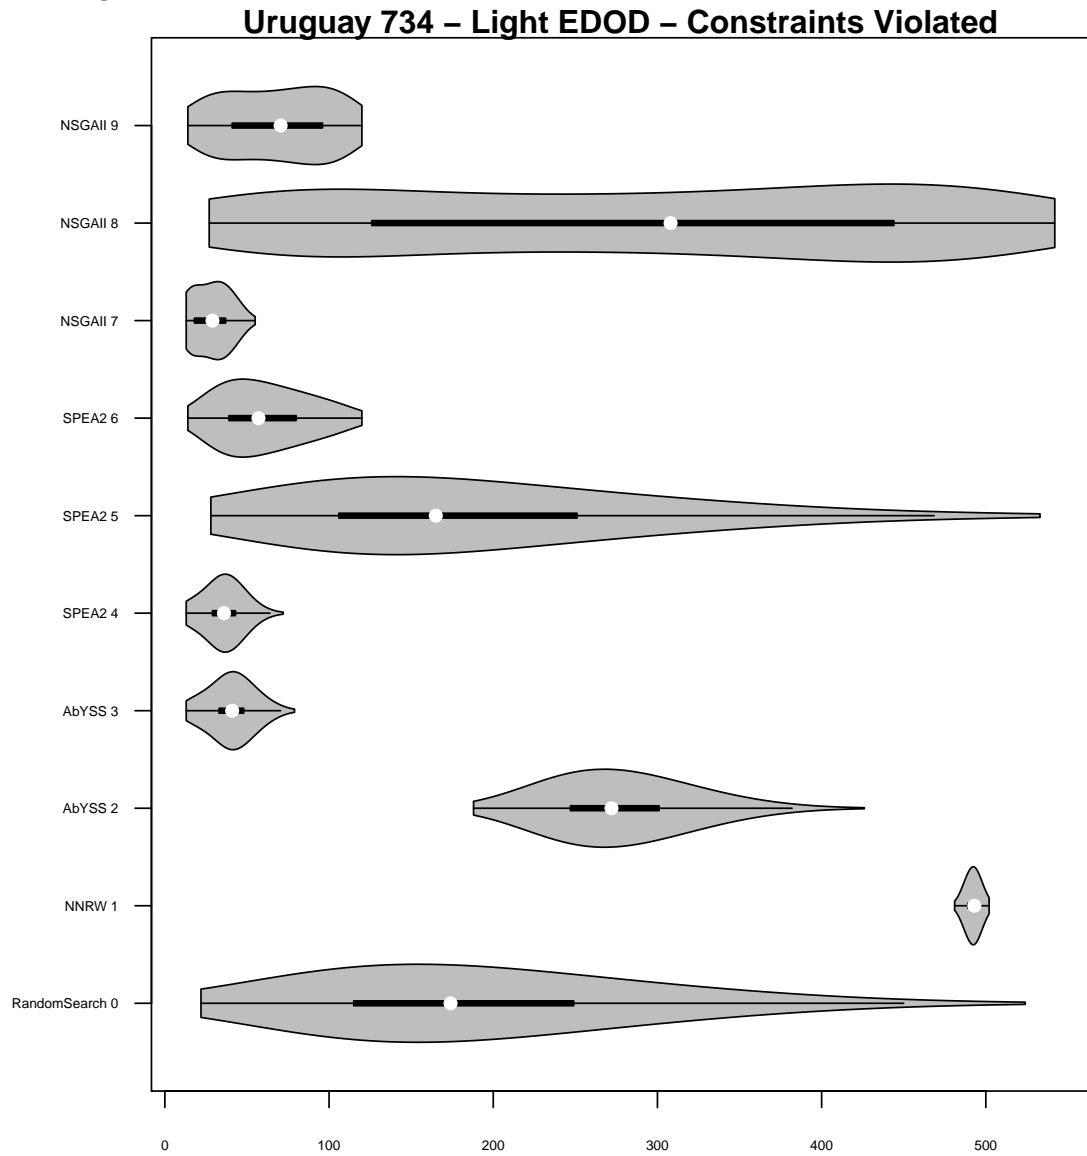 Uruguay 734 – Light EDOD – Constraints Violated
NSGAII 9
NSGAII 8
NSGAII 7
SPEA2 6
SPEA2 5
SPEA2 4
AbYSS 3
AbYSS 2
NNRW 1
RandomSearch 0
0 100 200 300 400 500